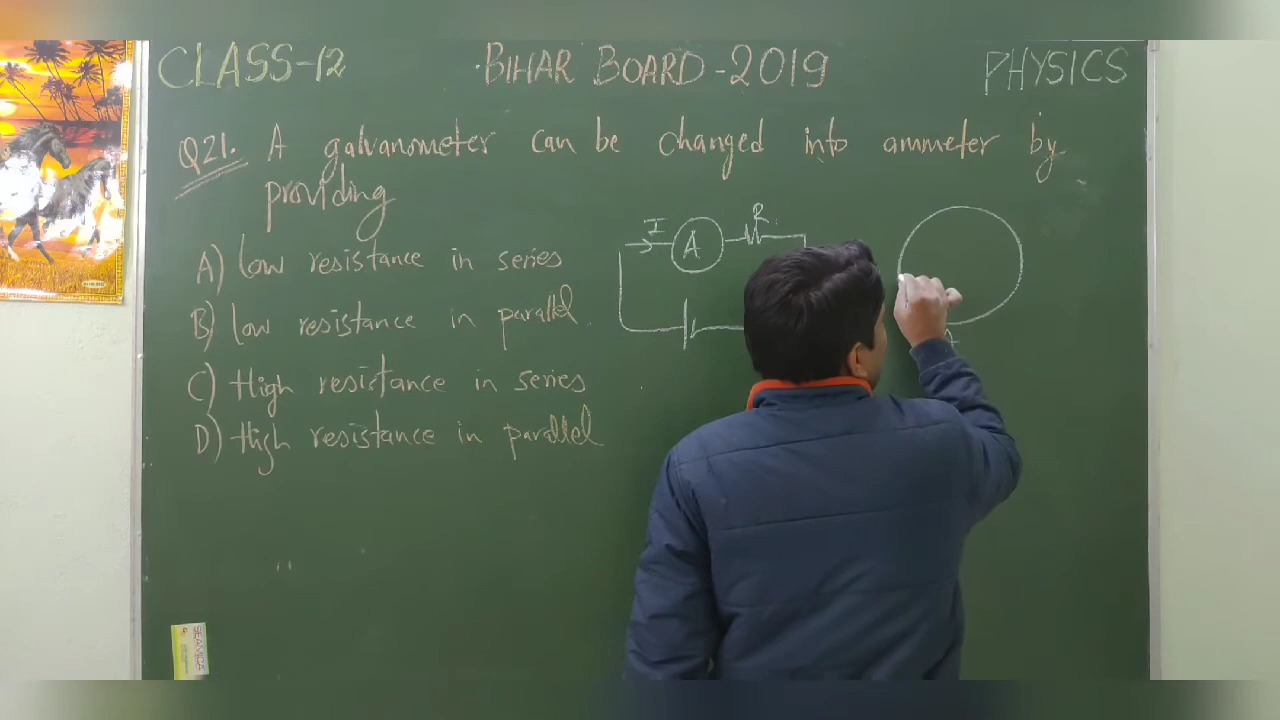 CLASS-12
BIHAR BOARD-2019
PHYSICS
Q21. A galvanometer can be changed into ammeter by
providing
A) Low resistance in series
B) Low resistance in parallel
C) High resistance in series
D) High resistance in parallel
I
A
R